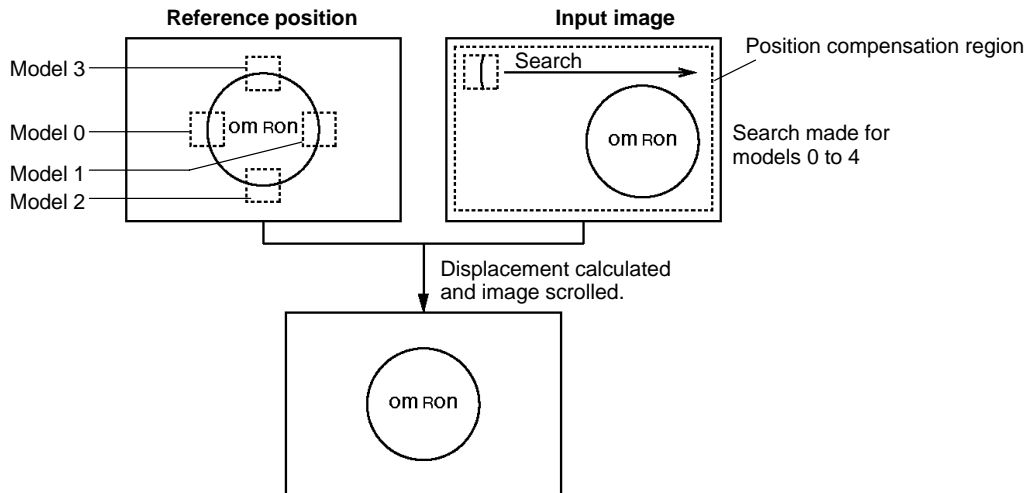 Reference position
Input image
Model 3
Model 0
Model 1
Model 2
om Ron
Search
om Ron
Position compensation region
Search made for
models 0 to 4
Displacement calculated
and image scrolled.
om Ron